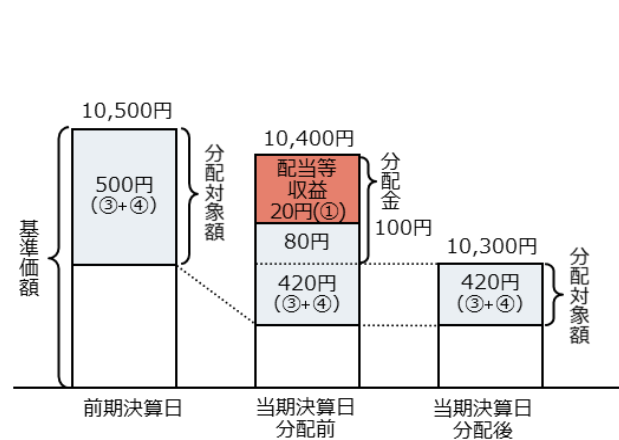 10,500円
500円
(③+④)
分配対象額
基準価額
前期決算日
10,400円
配当等
収益
20円(①)
80円
420円
(③+④)
分配金
100円
当期決算日
分配前
10,300円
420円
(③+④)
分配対象額
当期決算日
分配後